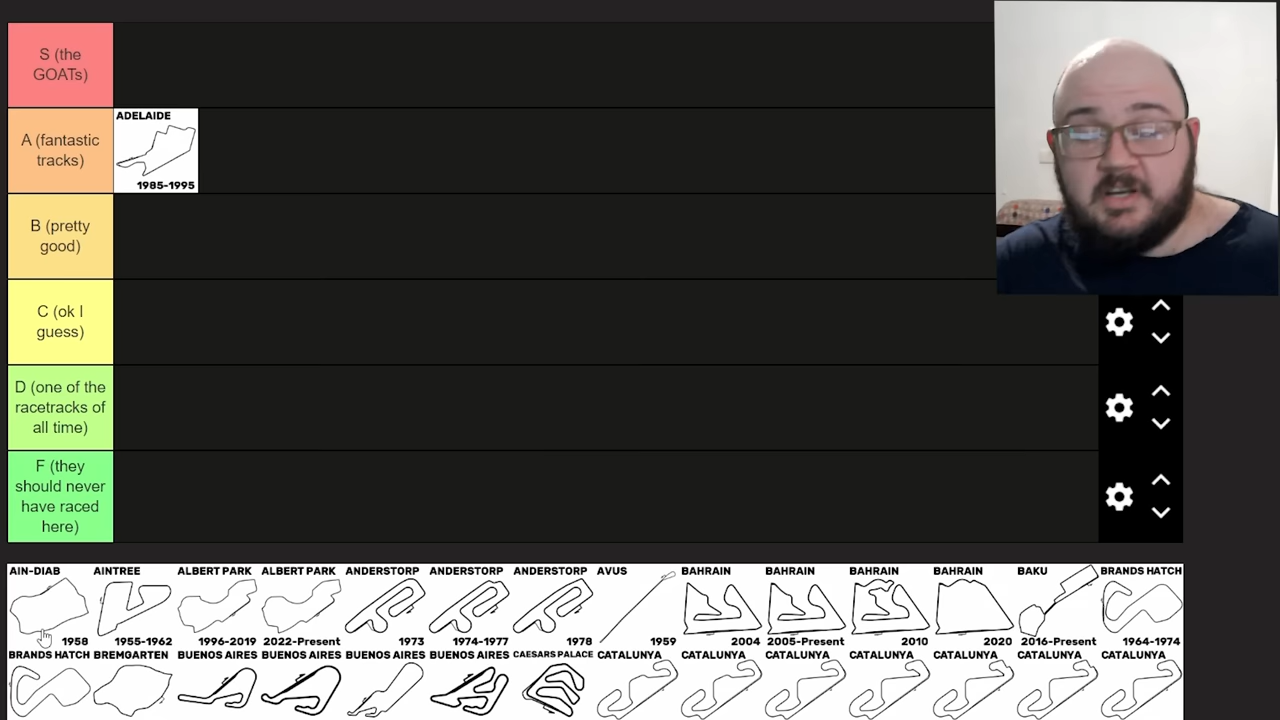 S (the
GOATs)
A (fantastic
tracks)
ADELAIDE
1985-1995
B (pretty
good)
C (ok I
guess)
D (one of the
racetracks of
all time)
F (they
should never
have raced
here)
AIN-DIAB
1958
AINTREE
1955-1962
ALBERT PARK
1996-2019
ALBERT PARK
2022-Present
ANDERSTORP
1973
ANDERSTORP
1974-1977
ANDERSTORP
1978
AVUS
1959
BAHRAIN
2004
BAHRAIN
2005-Present
BAHRAIN
2010
BAHRAIN
2020
BAKU
2016-Present
BRANDS HATCH
1964-1974
BRANDS HATCH
BREMGARTEN
BUENOS AIRES
BUENOS AIRES
BUENOS AIRES
BUENOS AIRES
CAESARS PALACE
CATALUNYA
CATALUNYA
CATALUNYA
CATALUNYA
CATALUNYA
CATALUNYA
CATALUNYA